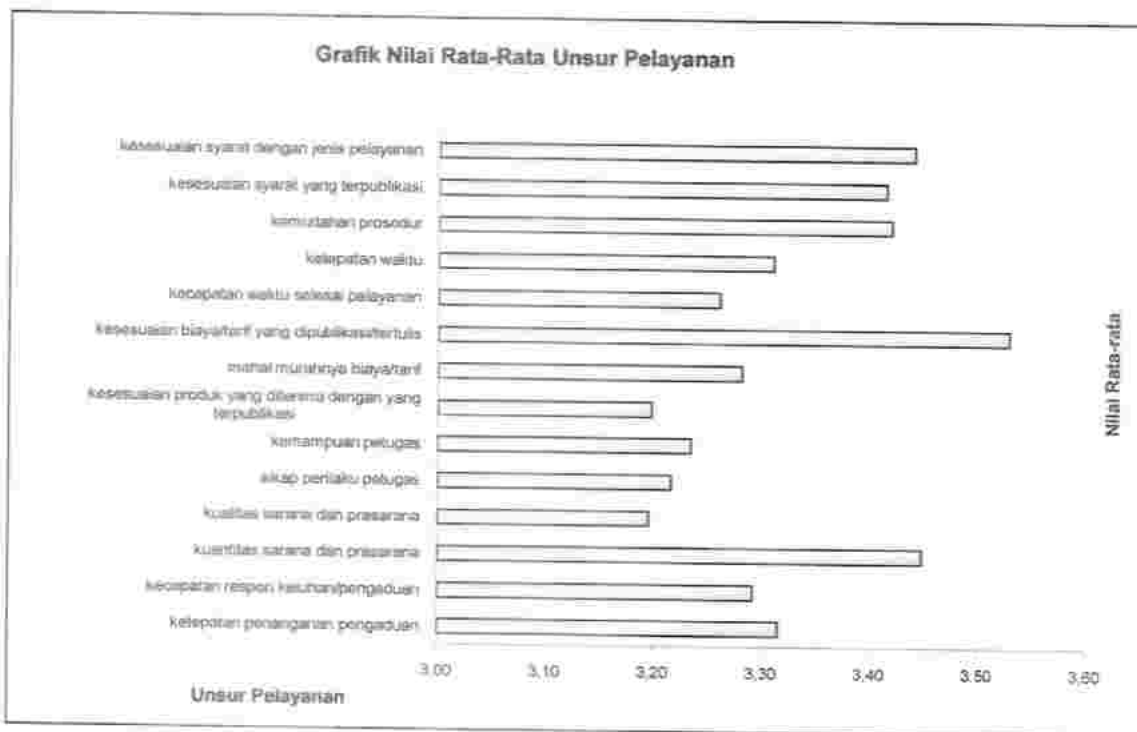 Grafik Nilai Rata-Rata Unsur Pelayanan
kesesuaian syarat dengan jenis pelayanan
kesesuaian syarat yang terpublikasi
kemudahan prosedur
ketepatan waktu
kecepatan waktu selesai pelayanan
kesesuaian biaya/tarif yang dipublikasi/tertulis
mahal murahnya biaya/tarif
kesesuaian produk yang diterima dengan yang
terpublikasi
kemampuan petugas
sikap perilaku petugas
kualitas sarana dan prasarana
kuantitas sarana dan prasarana
kecepatan respon keluhan/pengaduan
ketepatan penanganan pengaduan
3,00 3,10 3,20 3,30 3,40 3,50 3,60
Unsur Pelayanan
Nilai Rata-rata